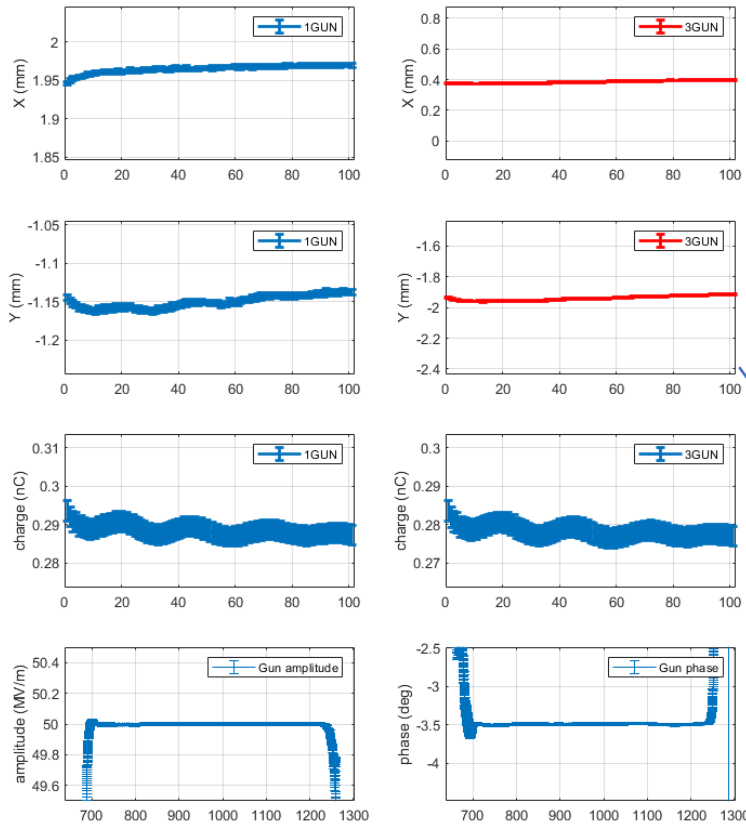 2
1.95
1.9
1.85
X (mm)
1GUN
0 20 40 60 80 100
0.8
0.6
0.4
0.2
0
X (mm)
3GUN
0 20 40 60 80 100
-1.05
-1.1
-1.15
-1.2
Y (mm)
1GUN
0 20 40 60 80 100
-1.6
-1.8
-2
-2.2
-2.4
Y (mm)
3GUN
0 20 40 60 80 100
0.31
0.3
0.29
0.28
charge (nC)
1GUN
0 20 40 60 80 100
0.3
0.29
0.28
0.27
charge (nC)
3GUN
0 20 40 60 80 100
50.4
50.2
50
49.8
49.6
amplitude (MV/m)
Gun amplitude
700 800 900 1000 1100 1200 1300
-2.5
-3
-3.5
-4
phase (deg)
Gun phase
700 800 900 1000 1100 1200 1300